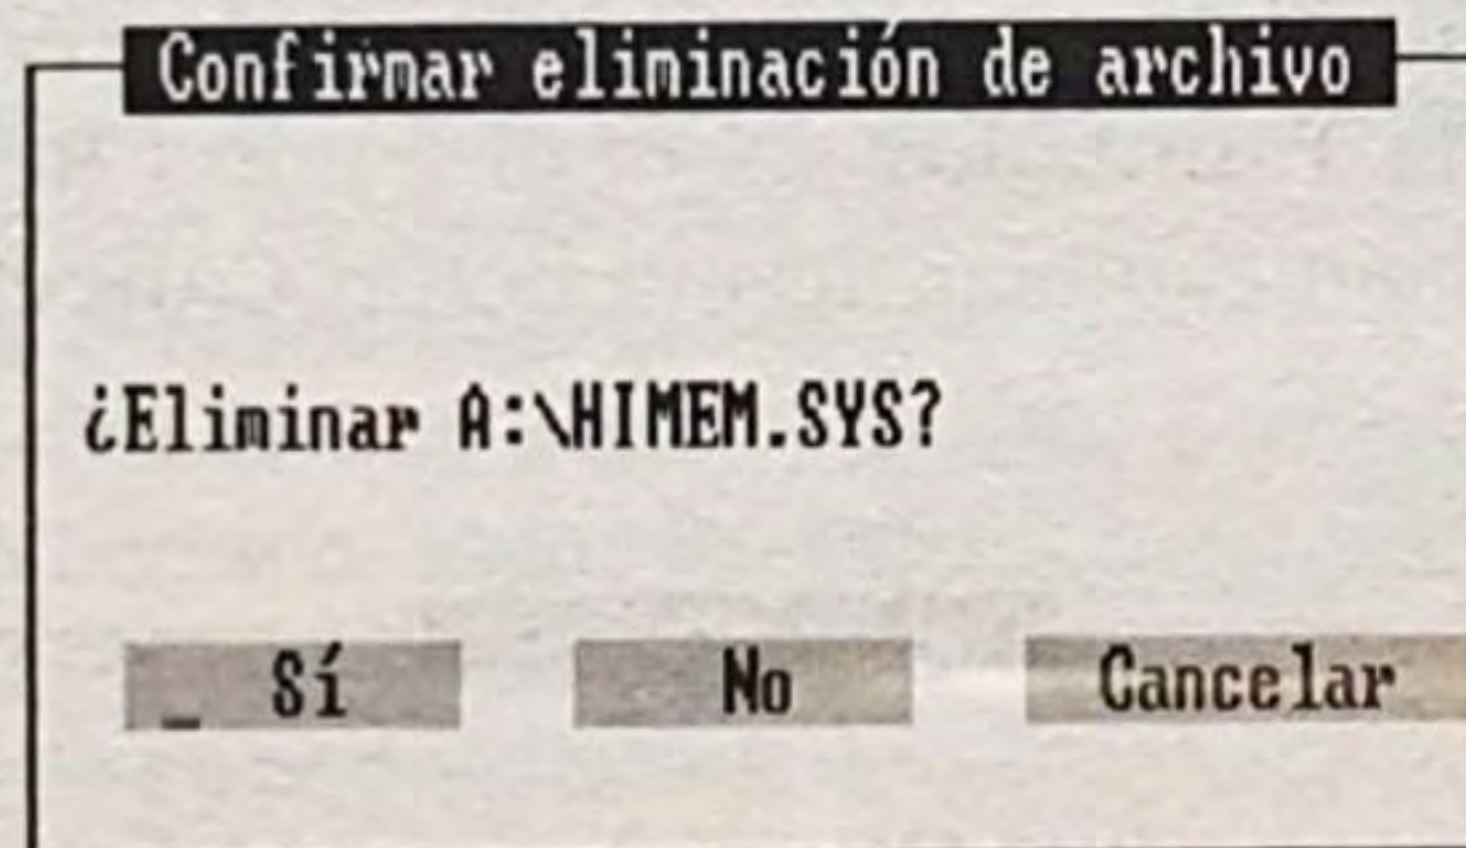 Confirmar eliminación de archivo
¿Eliminar A:\HIMEM.SYS?
Sí
No
Cancelar